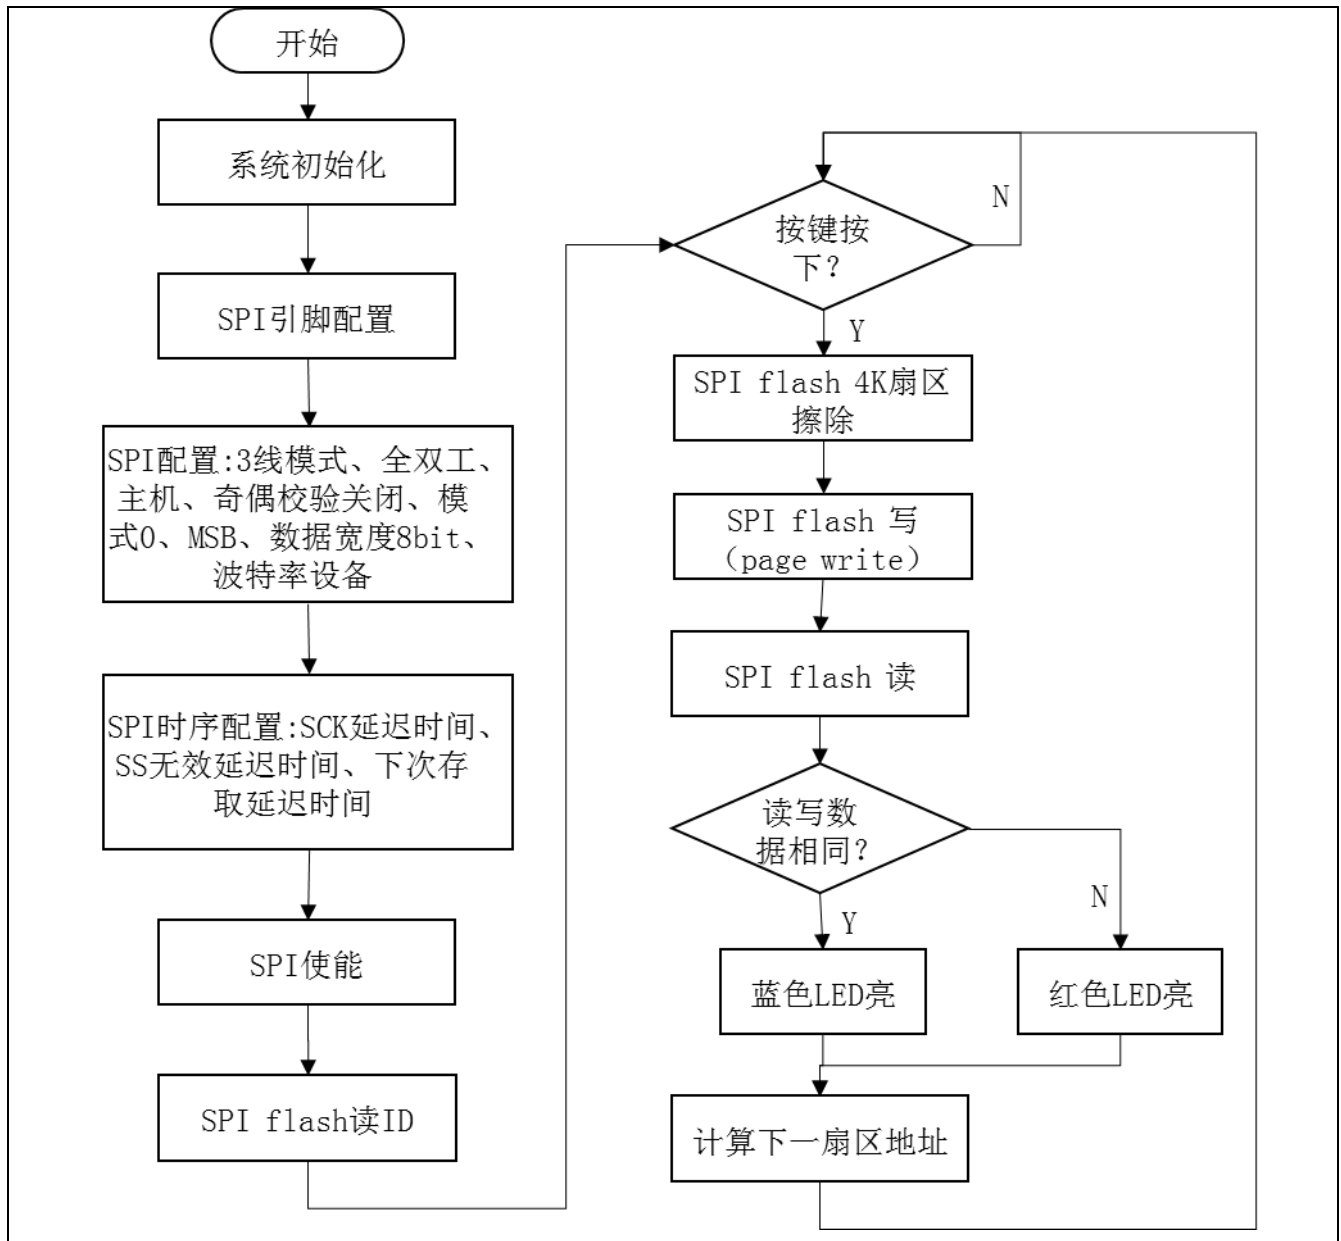 开始
系统初始化
SPI引脚配置
SPI配置:3线模式、全双工、
主机、奇偶校验关闭、模
式0、MSB、数据宽度8bit、
波特率设备
SPI时序配置:SCK延迟时间、
SS无效延迟时间、下次存
取延迟时间
SPI使能
SPI flash读ID
按键按
下?
N
Y
SPI flash 4K扇区
擦除
SPI flash 写
(page write)
SPI flash 读
读写数
据相同?
N
Y
蓝色LED亮
红色LED亮
计算下一扇区地址